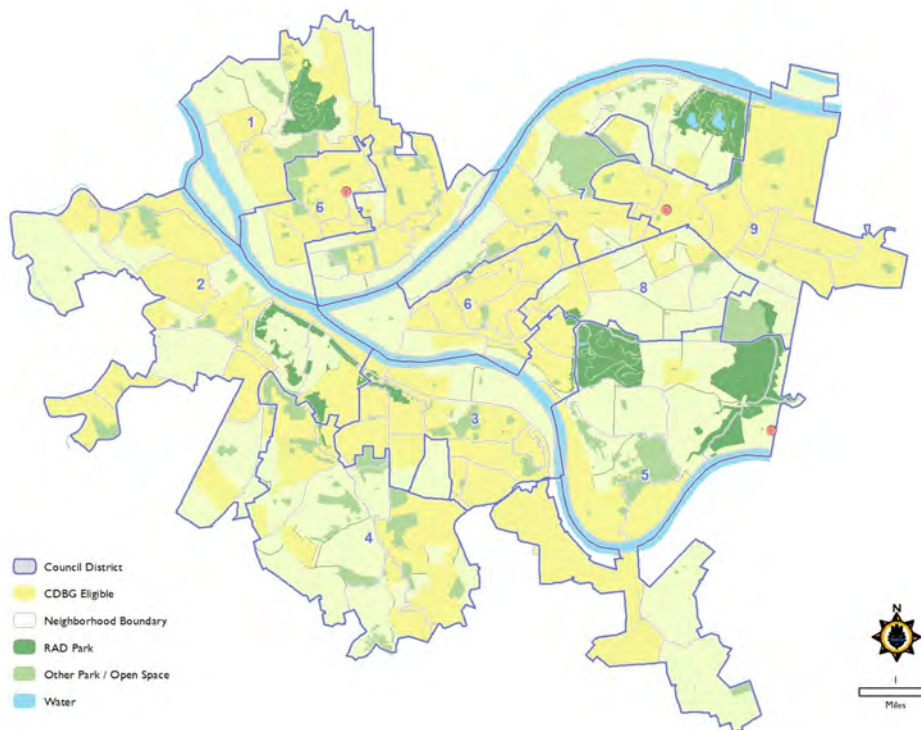 1
6
7
9
2
6
8
3
5
4
Council District
CDBG Eligible
Neighborhood Boundary
RAD Park
Other Park / Open Space
Water
N
1
Miles